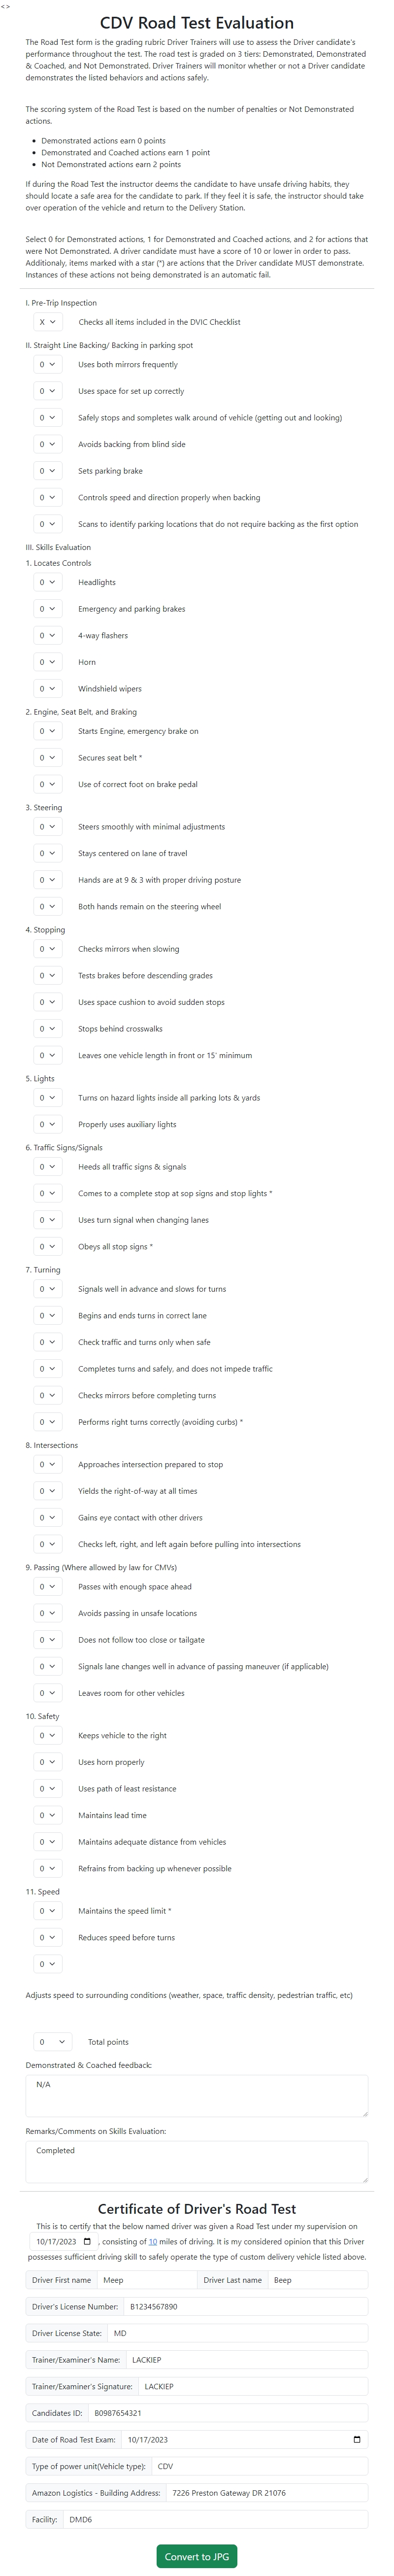 <>
CDV Road Test Evaluation
The Road Test form is the grading rubric Driver Trainers will use to assess the Driver candidate's
performance throughout the test. The road test is graded on 3 tiers: Demonstrated, Demonstrated
& Coached, and Not Demonstrated. Driver Trainers will monitor whether or not a Driver candidate
demonstrates the listed behaviors and actions safely.
The scoring system of the Road Test is based on the number of penalties or Not Demonstrated
actions.
• Demonstrated actions earn 0 points
• Demonstrated and Coached actions earn 1 point
• Not Demonstrated actions earn 2 points
If during the Road Test the instructor deems the candidate to have unsafe driving habits, they
should locate a safe area for the candidate to park. If they feel it is safe, the instructor should take
over operation of the vehicle and return to the Delivery Station.
Select 0 for Demonstrated actions, 1 for Demonstrated and Coached actions, and 2 for actions that
were Not Demonstrated. A driver candidate must have a score of 10 or lower in order to pass.
Additionaly, items marked with a star (*) are actions that the Driver candidate MUST demonstrate.
Instances of these actions not being demonstrated is an automatic fail.
I. Pre-Trip Inspection
X Checks all items included in the DVIC Checklist
II. Straight Line Backing/ Backing in parking spot
0 Uses both mirrors frequently
0 Uses space for set up correctly
0 Safely stops and sompletes walk around of vehicle (getting out and looking)
0 Avoids backing from blind side
0 Sets parking brake
0 Controls speed and direction properly when backing
0 Scans to identify parking locations that do not require backing as the first option
III. Skills Evaluation
1. Locates Controls
0 Headlights
0 Emergency and parking brakes
0 4-way flashers
0 Horn
0 Windshield wipers
2. Engine, Seat Belt, and Braking
0 Starts Engine, emergency brake on
0 Secures seat belt *
0 Use of correct foot on brake pedal
3. Steering
0 Steers smoothly with minimal adjustments
0 Stays centered on lane of travel
0 Hands are at 9 & 3 with proper driving posture
0 Both hands remain on the steering wheel
4. Stopping
0 Checks mirrors when slowing
0 Tests brakes before descending grades
0 Uses space cushion to avoid sudden stops
0 Stops behind crosswalks
0 Leaves one vehicle length in front or 15' minimum
5. Lights
0 Turns on hazard lights inside all parking lots & yards
0 Properly uses auxiliary lights
6. Traffic Signs/Signals
0 Heeds all traffic signs & signals
0 Comes to a complete stop at sop signs and stop lights *
0 Uses turn signal when changing lanes
0 Obeys all stop signs *
7. Turning
0 Signals well in advance and slows for turns
0 Begins and ends turns in correct lane
0 Check traffic and turns only when safe
0 Completes turns and safely, and does not impede traffic
0 Checks mirrors before completing turns
0 Performs right turns correctly (avoiding curbs) *
8. Intersections
0 Approaches intersection prepared to stop
0 Yields the right-of-way at all times
0 Gains eye contact with other drivers
0 Checks left, right, and left again before pulling into intersections
9. Passing (Where allowed by law for CMVs)
0 Passes with enough space ahead
0 Avoids passing in unsafe locations
0 Does not follow too close or tailgate
0 Signals lane changes well in advance of passing maneuver (if applicable)
0 Leaves room for other vehicles
10. Safety
0 Keeps vehicle to the right
0 Uses horn properly
0 Uses path of least resistance
0 Maintains lead time
0 Maintains adequate distance from vehicles
0 Refrains from backing up whenever possible
11. Speed
0 Maintains the speed limit *
0 Reduces speed before turns
0
Adjusts speed to surrounding conditions (weather, space, traffic density, pedestrian traffic, etc)
0 Total points
Demonstrated & Coached feedback:
N/A
Remarks/Comments on Skills Evaluation:
Completed
Certificate of Driver's Road Test
This is to certify that the below named driver was given a Road Test under my supervision on
10/17/2023 , consisting of 10 miles of driving. It is my considered opinion that this Driver
possesses sufficient driving skill to safely operate the type of custom delivery vehicle listed above.
Driver First name Meep Driver Last name Beep
Driver's License Number: B1234567890
Driver License State: MD
Trainer/Examiner's Name: LACKIEP
Trainer/Examiner's Signature: LACKIEP
Candidates ID: B0987654321
Date of Road Test Exam: 10/17/2023
Type of power unit(Vehicle type): CDV
Amazon Logistics - Building Address: 7226 Preston Gateway DR 21076
Facility: DMD6
Convert to JPG